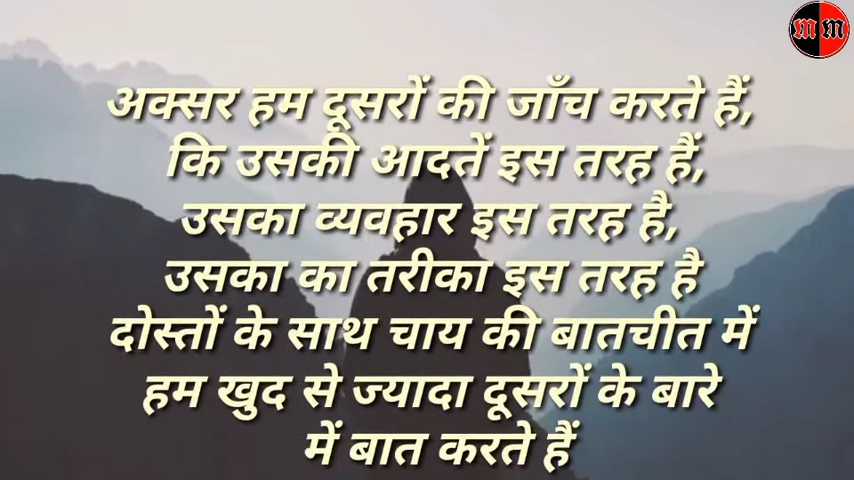 M M
अक्सर हम दूसरों की जाँच करते हैं,
कि उसकी आदतें इस तरह हैं,
उसका व्यवहार इस तरह है,
उसका का तरीका इस तरह है
दोस्तों के साथ चाय की बातचीत में
हम खुद से ज्यादा दूसरों के बारे
में बात करते हैं